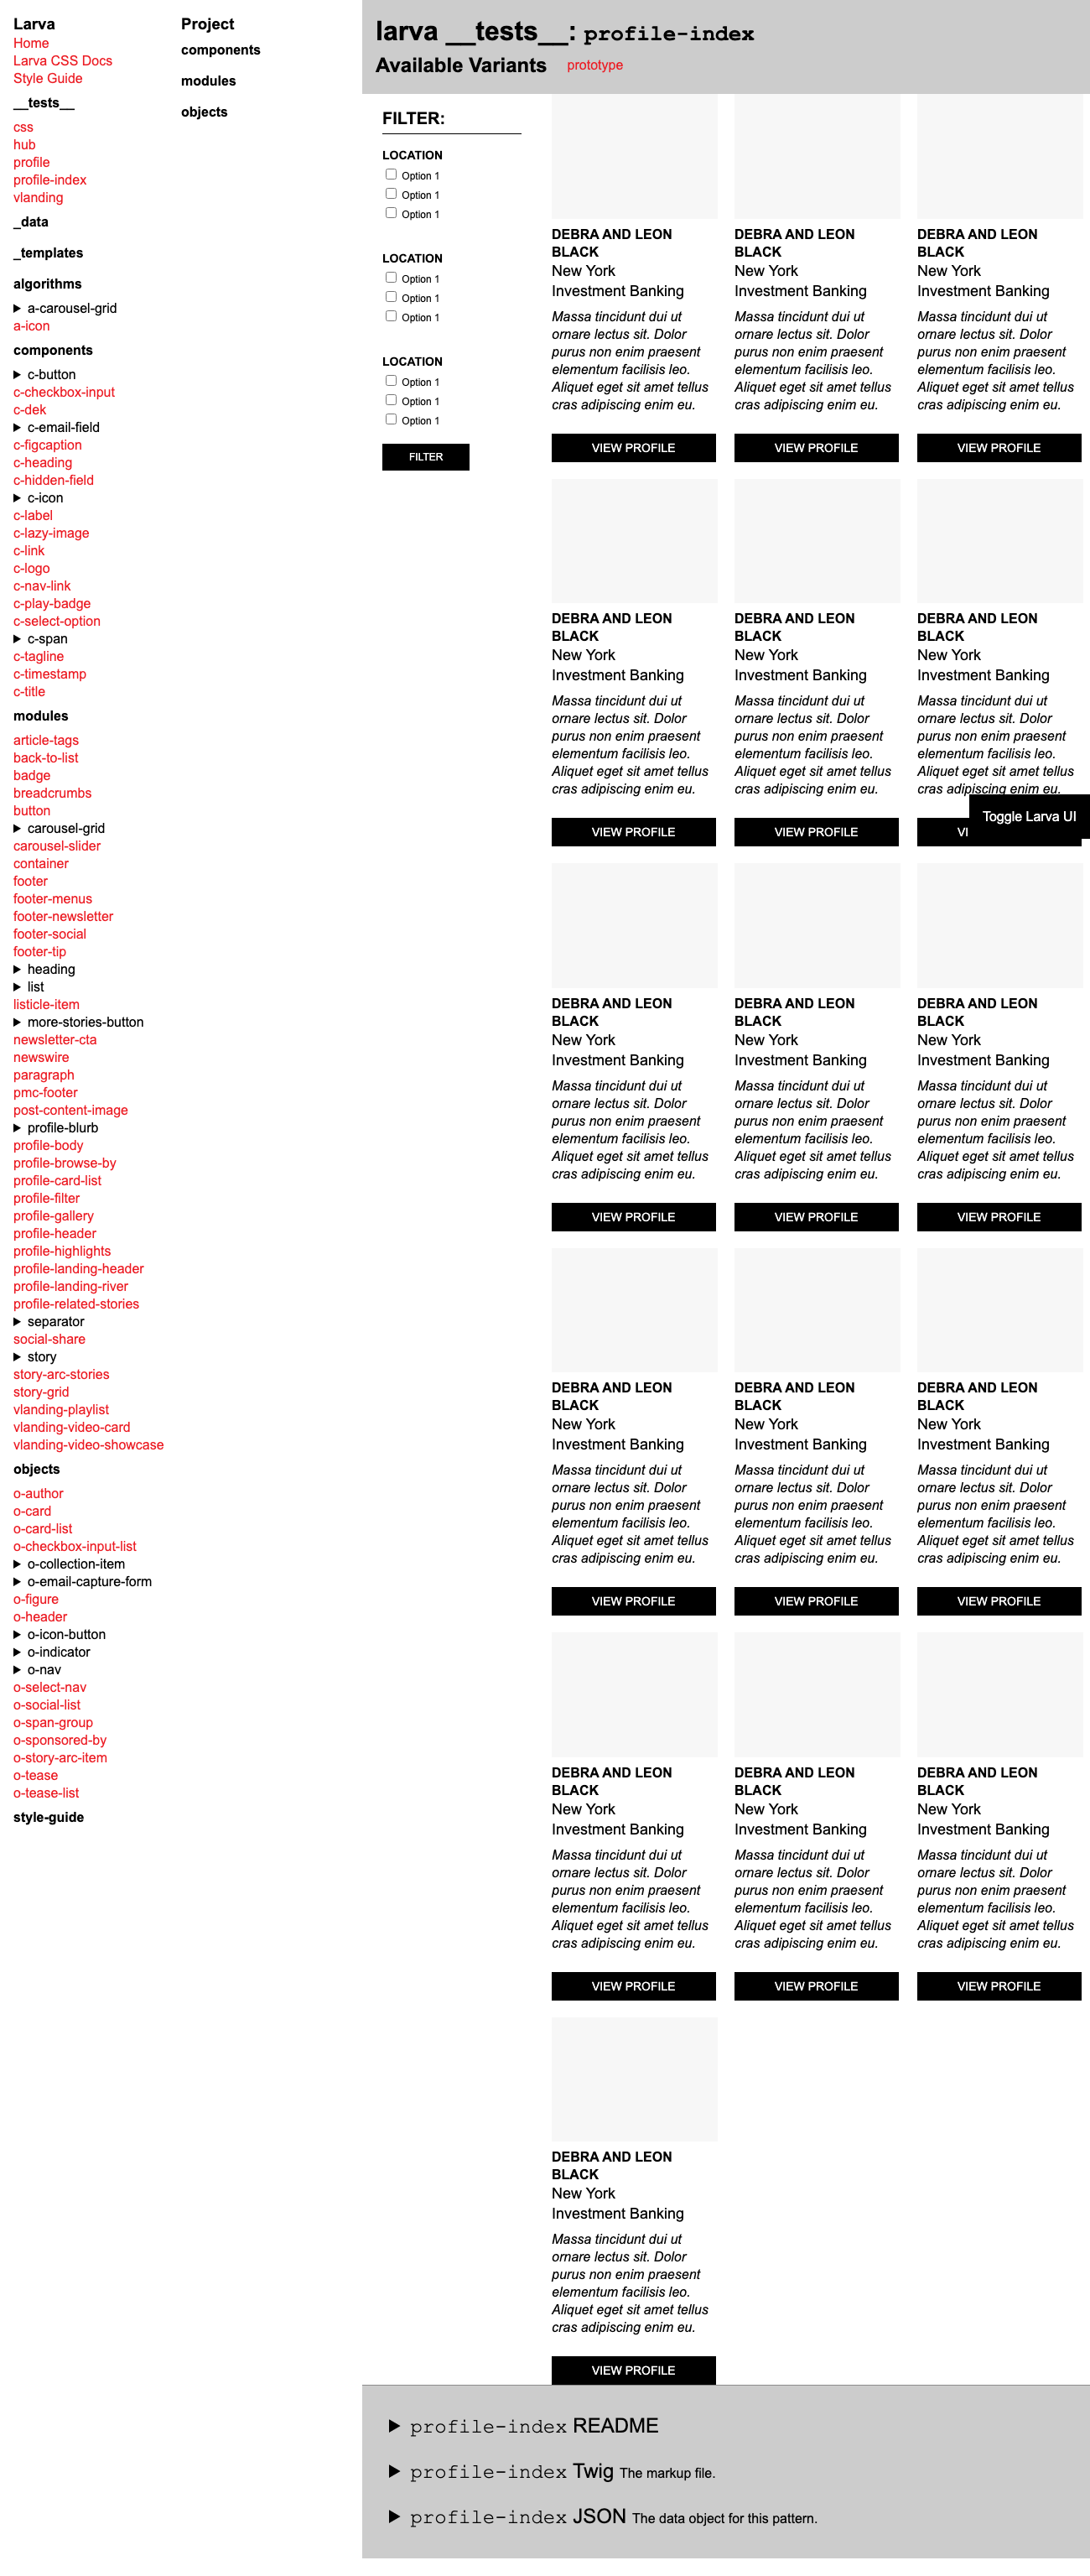 Larva
Home
Larva CSS Docs
Style Guide
__tests__
css
hub
profile
profile-index
vlanding
_data
_templates
algorithms
a-carousel-grid
a-icon
components
c-button
c-checkbox-input
c-dek
c-email-field
c-figcaption
c-heading
c-hidden-field
c-icon
c-label
c-lazy-image
c-link
c-logo
c-nav-link
c-play-badge
c-select-option
c-span
c-tagline
c-timestamp
c-title
modules
article-tags
back-to-list
badge
breadcrumbs
button
carousel-grid
carousel-slider
container
footer
footer-menus
footer-newsletter
footer-social
footer-tip
heading
list
listicle-item
more-stories-button
newsletter-cta
newswire
paragraph
pmc-footer
post-content-image
profile-blurb
profile-body
profile-browse-by
profile-card-list
profile-filter
profile-gallery
profile-header
profile-highlights
profile-landing-header
profile-landing-river
profile-related-stories
separator
social-share
story
story-arc-stories
story-grid
vlanding-playlist
vlanding-video-card
vlanding-video-showcase
objects
o-author
o-card
o-card-list
o-checkbox-input-list
o-collection-item
o-email-capture-form
o-figure
o-header
o-icon-button
o-indicator
o-nav
o-select-nav
o-social-list
o-span-group
o-sponsored-by
o-story-arc-item
o-tease
o-tease-list
style-guide
Project
components
modules
objects
larva __tests__: profile-index
Available Variants prototype
FILTER:
LOCATION
Option 1
Option 1
Option 1
LOCATION
Option 1
Option 1
Option 1
LOCATION
Option 1
Option 1
Option 1
FILTER
DEBRA AND LEON
BLACK
New York
Investment Banking
Massa tincidunt dui ut
ornare lectus sit. Dolor
purus non enim praesent
elementum facilisis leo.
Aliquet eget sit amet tellus
cras adipiscing enim eu.
VIEW PROFILE
DEBRA AND LEON
BLACK
New York
Investment Banking
Massa tincidunt dui ut
ornare lectus sit. Dolor
purus non enim praesent
elementum facilisis leo.
Aliquet eget sit amet tellus
cras adipiscing enim eu.
VIEW PROFILE
DEBRA AND LEON
BLACK
New York
Investment Banking
Massa tincidunt dui ut
ornare lectus sit. Dolor
purus non enim praesent
elementum facilisis leo.
Aliquet eget sit amet tellus
cras adipiscing enim eu.
VIEW PROFILE
DEBRA AND LEON
BLACK
New York
Investment Banking
Massa tincidunt dui ut
ornare lectus sit. Dolor
purus non enim praesent
elementum facilisis leo.
Aliquet eget sit amet tellus
cras adipiscing enim eu.
VIEW PROFILE
DEBRA AND LEON
BLACK
New York
Investment Banking
Massa tincidunt dui ut
ornare lectus sit. Dolor
purus non enim praesent
elementum facilisis leo.
Aliquet eget sit amet tellus
cras adipiscing enim eu.
VIEW PROFILE
DEBRA AND LEON
BLACK
New York
Investment Banking
Massa tincidunt dui ut
ornare lectus sit. Dolor
purus non enim praesent
elementum facilisis leo.
Aliquet eget sit amet tellus
cras adipiscing enim eu.
Toggle Larva UI
DEBRA AND LEON
BLACK
New York
Investment Banking
Massa tincidunt dui ut
ornare lectus sit. Dolor
purus non enim praesent
elementum facilisis leo.
Aliquet eget sit amet tellus
cras adipiscing enim eu.
VIEW PROFILE
DEBRA AND LEON
BLACK
New York
Investment Banking
Massa tincidunt dui ut
ornare lectus sit. Dolor
purus non enim praesent
elementum facilisis leo.
Aliquet eget sit amet tellus
cras adipiscing enim eu.
VIEW PROFILE
DEBRA AND LEON
BLACK
New York
Investment Banking
Massa tincidunt dui ut
ornare lectus sit. Dolor
purus non enim praesent
elementum facilisis leo.
Aliquet eget sit amet tellus
cras adipiscing enim eu.
VIEW PROFILE
DEBRA AND LEON
BLACK
New York
Investment Banking
Massa tincidunt dui ut
ornare lectus sit. Dolor
purus non enim praesent
elementum facilisis leo.
Aliquet eget sit amet tellus
cras adipiscing enim eu.
VIEW PROFILE
DEBRA AND LEON
BLACK
New York
Investment Banking
Massa tincidunt dui ut
ornare lectus sit. Dolor
purus non enim praesent
elementum facilisis leo.
Aliquet eget sit amet tellus
cras adipiscing enim eu.
VIEW PROFILE
DEBRA AND LEON
BLACK
New York
Investment Banking
Massa tincidunt dui ut
ornare lectus sit. Dolor
purus non enim praesent
elementum facilisis leo.
Aliquet eget sit amet tellus
cras adipiscing enim eu.
VIEW PROFILE
DEBRA AND LEON
BLACK
New York
Investment Banking
Massa tincidunt dui ut
ornare lectus sit. Dolor
purus non enim praesent
elementum facilisis leo.
Aliquet eget sit amet tellus
cras adipiscing enim eu.
VIEW PROFILE
DEBRA AND LEON
BLACK
New York
Investment Banking
Massa tincidunt dui ut
ornare lectus sit. Dolor
purus non enim praesent
elementum facilisis leo.
Aliquet eget sit amet tellus
cras adipiscing enim eu.
VIEW PROFILE
DEBRA AND LEON
BLACK
New York
Investment Banking
Massa tincidunt dui ut
ornare lectus sit. Dolor
purus non enim praesent
elementum facilisis leo.
Aliquet eget sit amet tellus
cras adipiscing enim eu.
VIEW PROFILE
DEBRA AND LEON
BLACK
New York
Investment Banking
Massa tincidunt dui ut
ornare lectus sit. Dolor
purus non enim praesent
elementum facilisis leo.
Aliquet eget sit amet tellus
cras adipiscing enim eu.
VIEW PROFILE
profile-index README
profile-index Twig The markup file.
profile-index JSON The data object for this pattern.